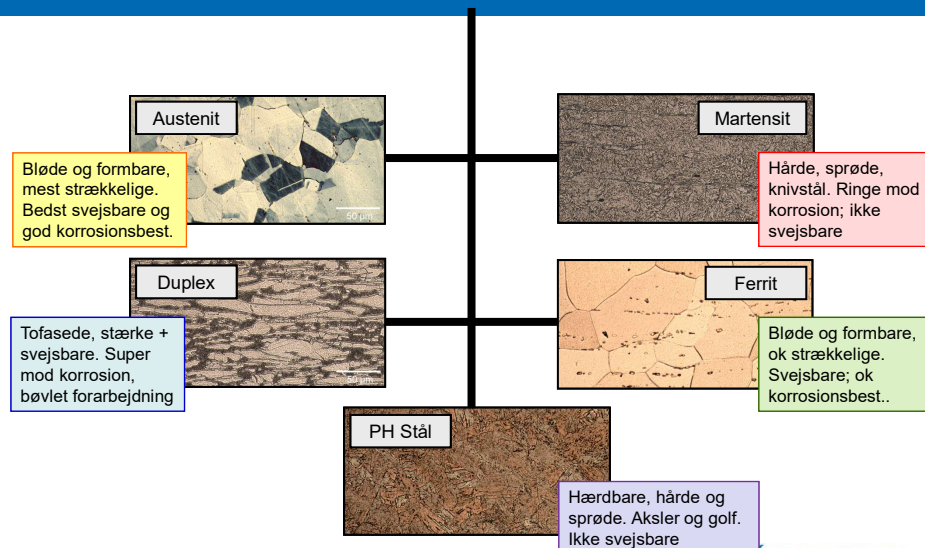 Austenit
50 µm
Bløde og formbare,
mest strækkelige.
Bedst svejsbare og
god korrosionsbest.
Martensit
Hårde, sprøde,
knivstål. Ringe mod
korrosion; ikke
svejsbare
Duplex
50 µm
Tofasede, stærke +
svejsbare. Super
mod korrosion,
bøvlet forarbejdning
Ferrit
Bløde og formbare,
ok strækkelige.
Svejsbare; ok
korrosionsbest..
PH Stål
Hærdbare, hårde og
sprøde. Aksler og golf.
Ikke svejsbare